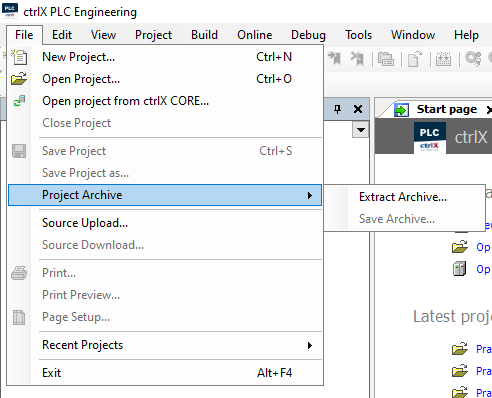 ctrlX PLC Engineering
File Edit View Project Build Online Debug Tools Window Help
New Project... Ctrl+N
Open Project... Ctrl+O
Open project from ctrlX CORE...
Close Project
Start page
PLC ctrlX
Save Project Ctrl+S
Save Project as...
Project Archive
Extract Archive...
Save Archive...
Source Upload...
Source Download...
Op
Op
Print...
Print Preview...
Page Setup...
Latest proj
Recent Projects
Pra
Pra
Exit Alt+F4
Pra